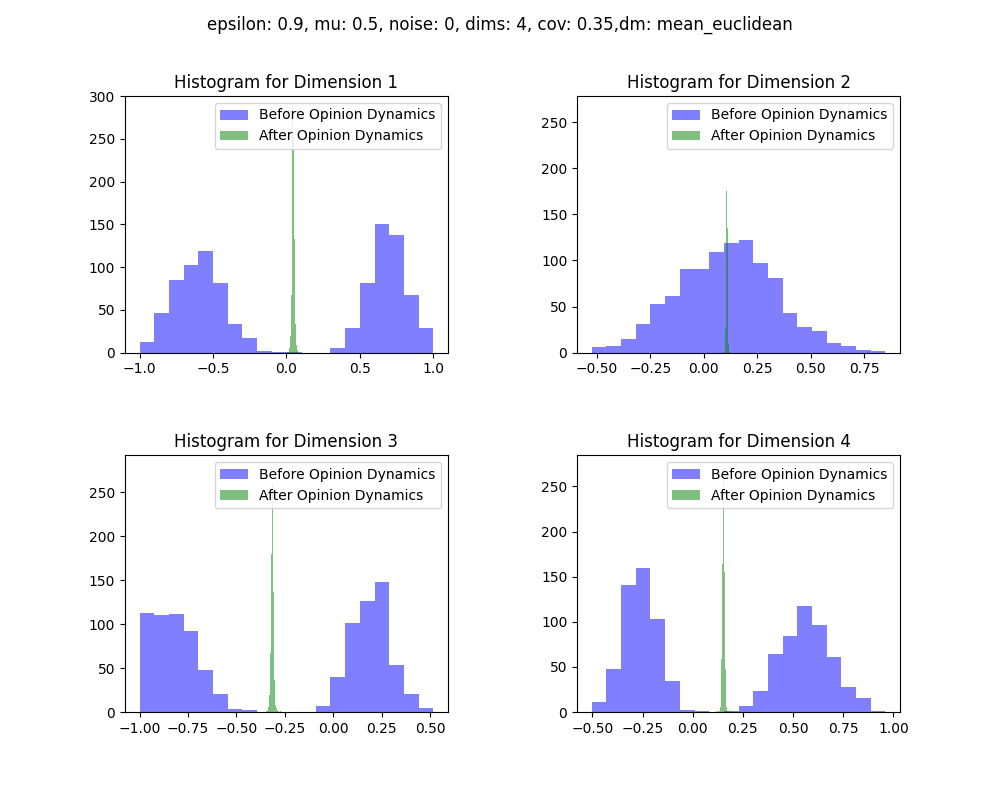 epsilon: 0.9, mu: 0.5, noise: 0, dims: 4, cov: 0.35,dm: mean_euclidean
Histogram for Dimension 1
Before Opinion Dynamics
After Opinion Dynamics
300
250
200
150
100
50
0
−1.0 −0.5 0.0 0.5 1.0
Histogram for Dimension 2
Before Opinion Dynamics
After Opinion Dynamics
250
200
150
100
50
0
−0.50 −0.25 0.00 0.25 0.50 0.75
Histogram for Dimension 3
Before Opinion Dynamics
After Opinion Dynamics
250
200
150
100
50
0
−1.00 −0.75 −0.50 −0.25 0.00 0.25 0.50
Histogram for Dimension 4
Before Opinion Dynamics
After Opinion Dynamics
250
200
150
100
50
0
−0.50 −0.25 0.00 0.25 0.50 0.75 1.00